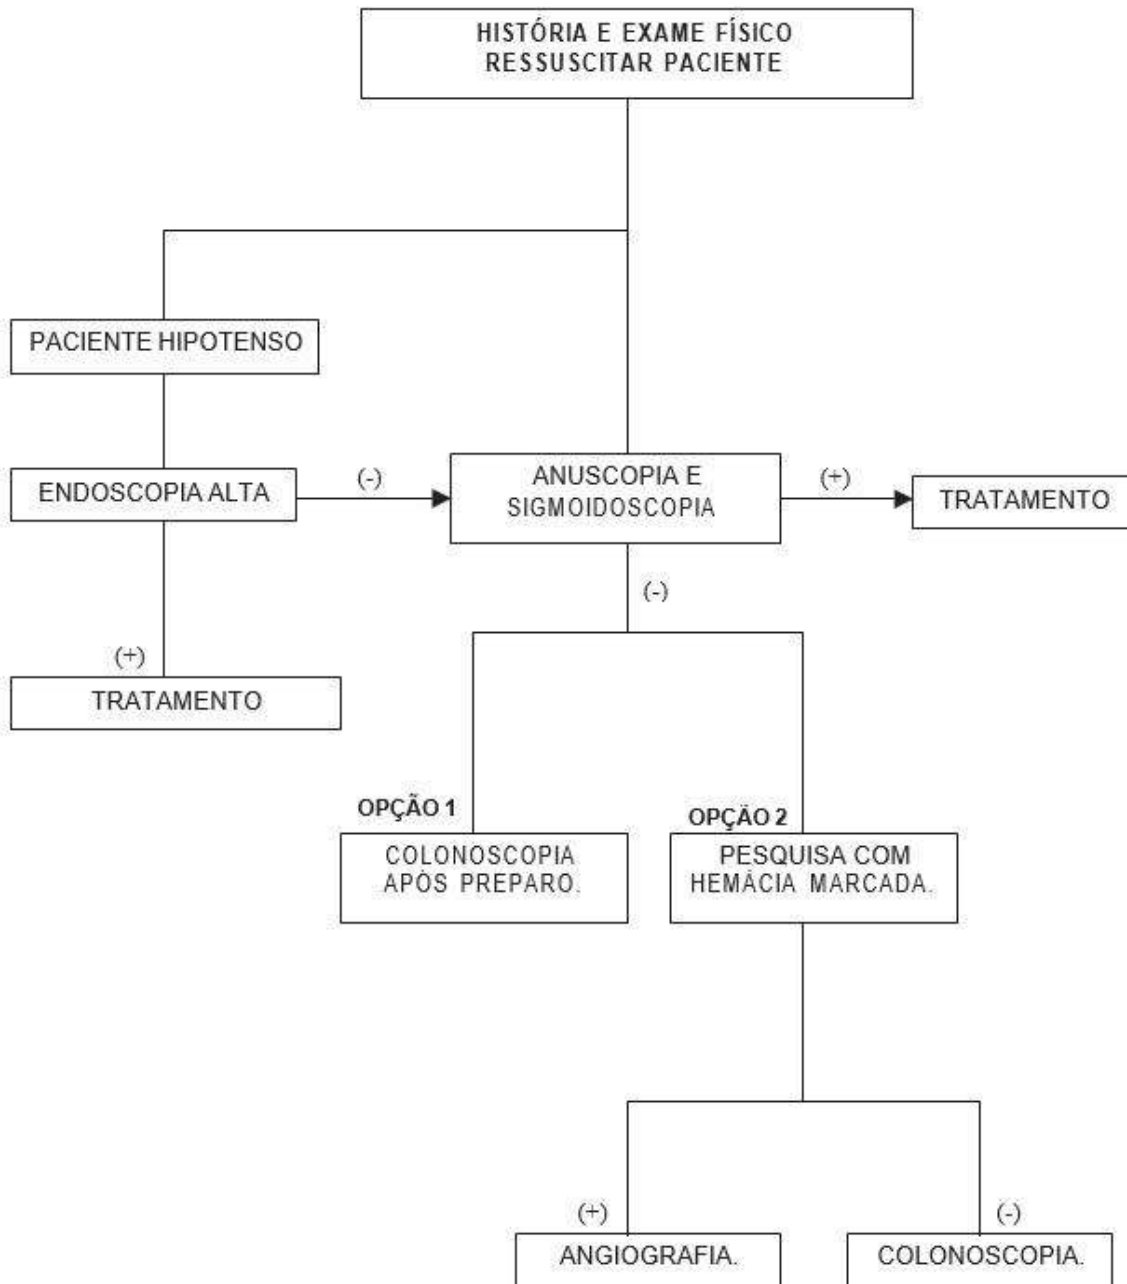 HISTÓRIA E EXAME FÍSICO
RESSUSCITAR PACIENTE
PACIENTE HIPOTENSO
ENDOSCOPIA ALTA
(-)
ANUSCOPIA E
SIGMOIDOSCOPIA
(+)
TRATAMENTO
(-)
(+)
TRATAMENTO
OPÇÃO 1
COLONOSCOPIA
APÓS PREPARO.
OPÇÃO 2
PESQUISA COM
HEMÁCIA MARCADA.
(+)
ANGIOGRAFIA.
(-)
COLONOSCOPIA.